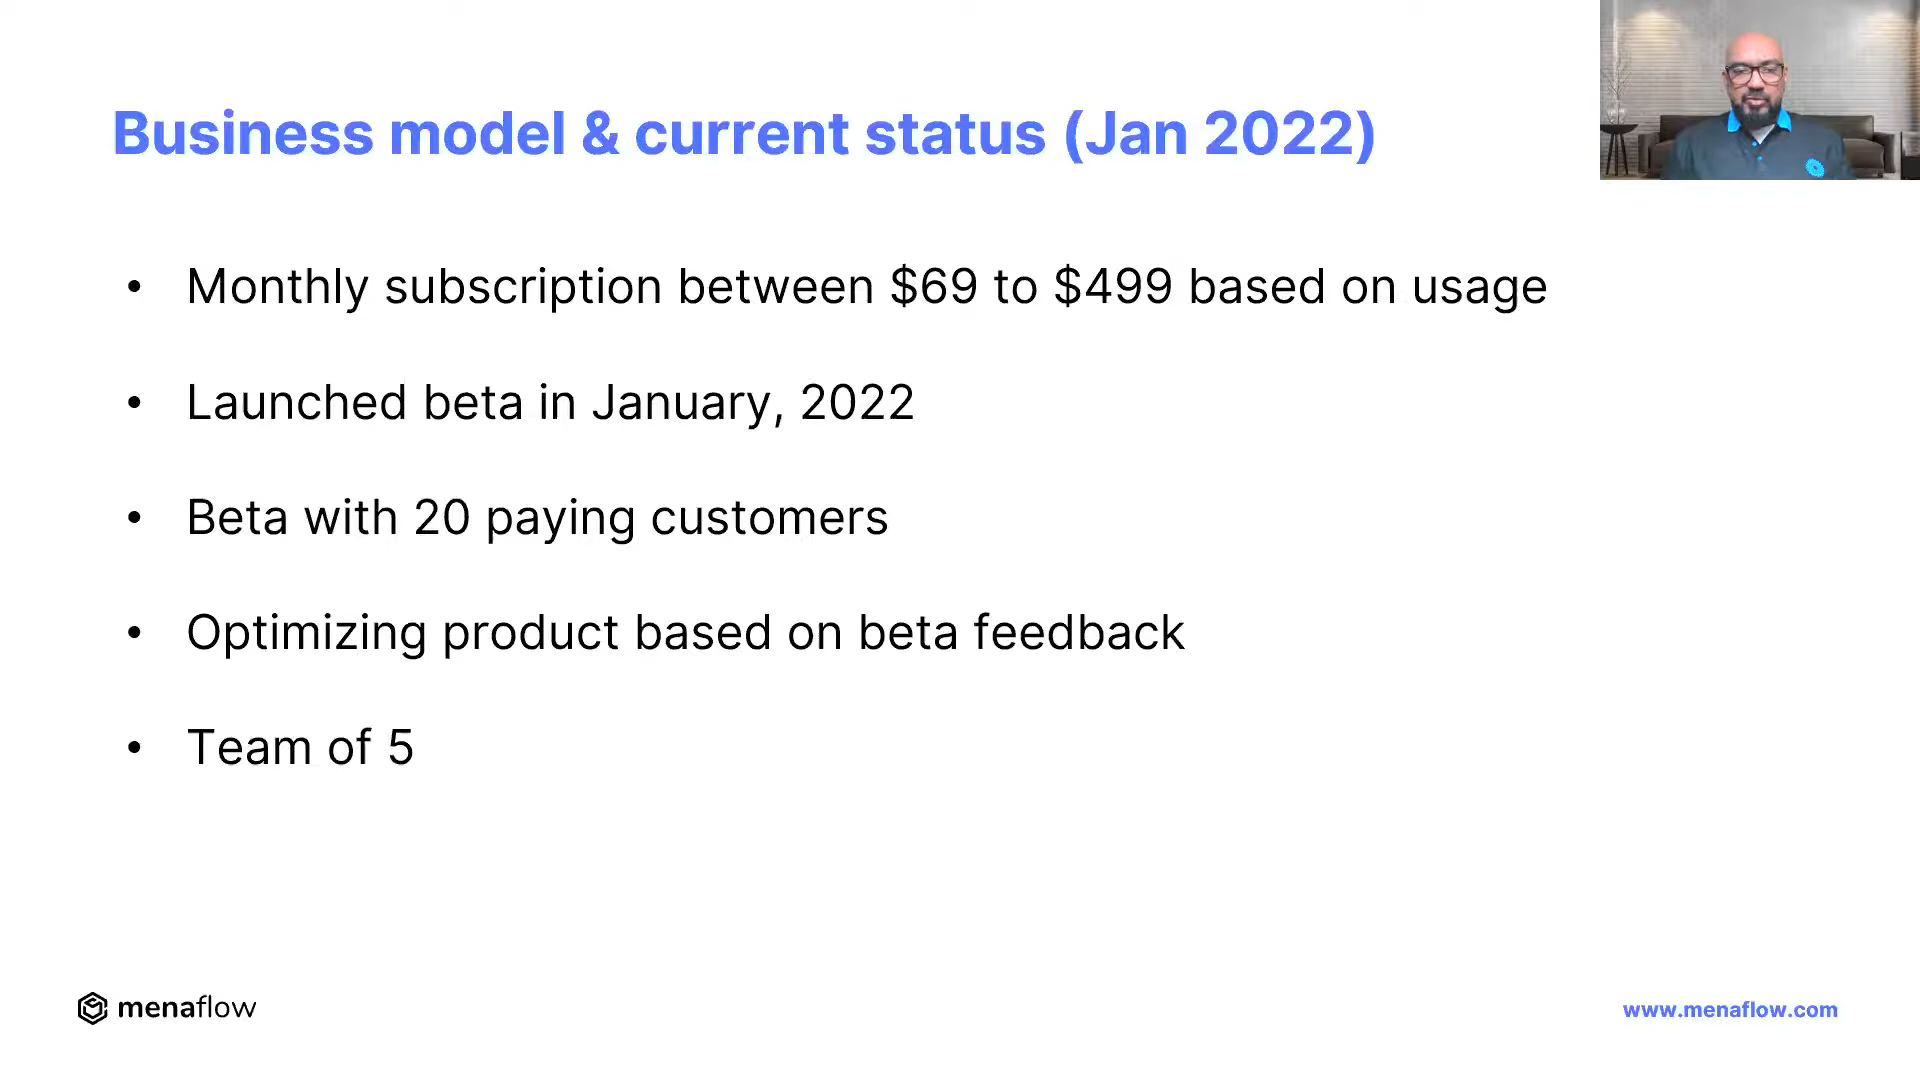 Business model & current status (Jan 2022)
• Monthly subscription between $69 to $499 based on usage
• Launched beta in January, 2022
• Beta with 20 paying customers
• Optimizing product based on beta feedback
• Team of 5
menaflow
www.menaflow.com